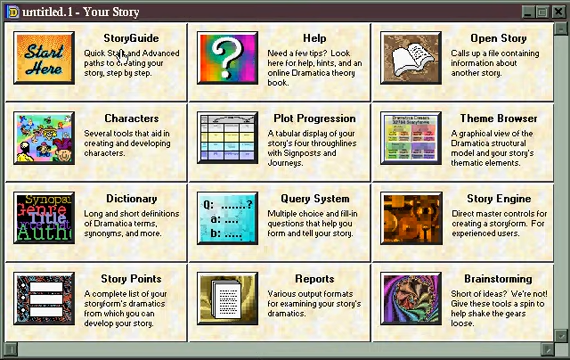 untitled.1 - Your Story
Start
Here
StoryGuide
Quick Start and Advanced
paths to creating your
story, step by step.
?
Help
Need a few tips? Look
here for help, hints, and an
online Dramatica theory
book.
Open Story
Calls up a file containing
information about
another story.
Characters
Several tools that aid in
creating and developing
characters.
Plot Progression
A tabular display of your
story's four throughlines
with Signposts and
Journeys.
Theme Browser
A graphical view of the
Dramatica structural
model and your story's
thematic elements.
Synopsis
Genre
Title
Autho
Dictionary
Long and short definitions
of Dramatica terms,
synonyms, and more.
Q: .......?
a: .....
b: ....
Query System
Multiple choice and fill-in
questions that help you
form and tell your story.
Story Engine
Direct master controls for
creating a storyform. For
experienced users.
Story Points
A complete list of your
storyform's dramatics
from which you can
develop your story.
Reports
Various output formats
for examining your story's
dramatics.
Brainstorming
Short of ideas? We're not!
Give these tools a spin to
help shake the gears
loose.